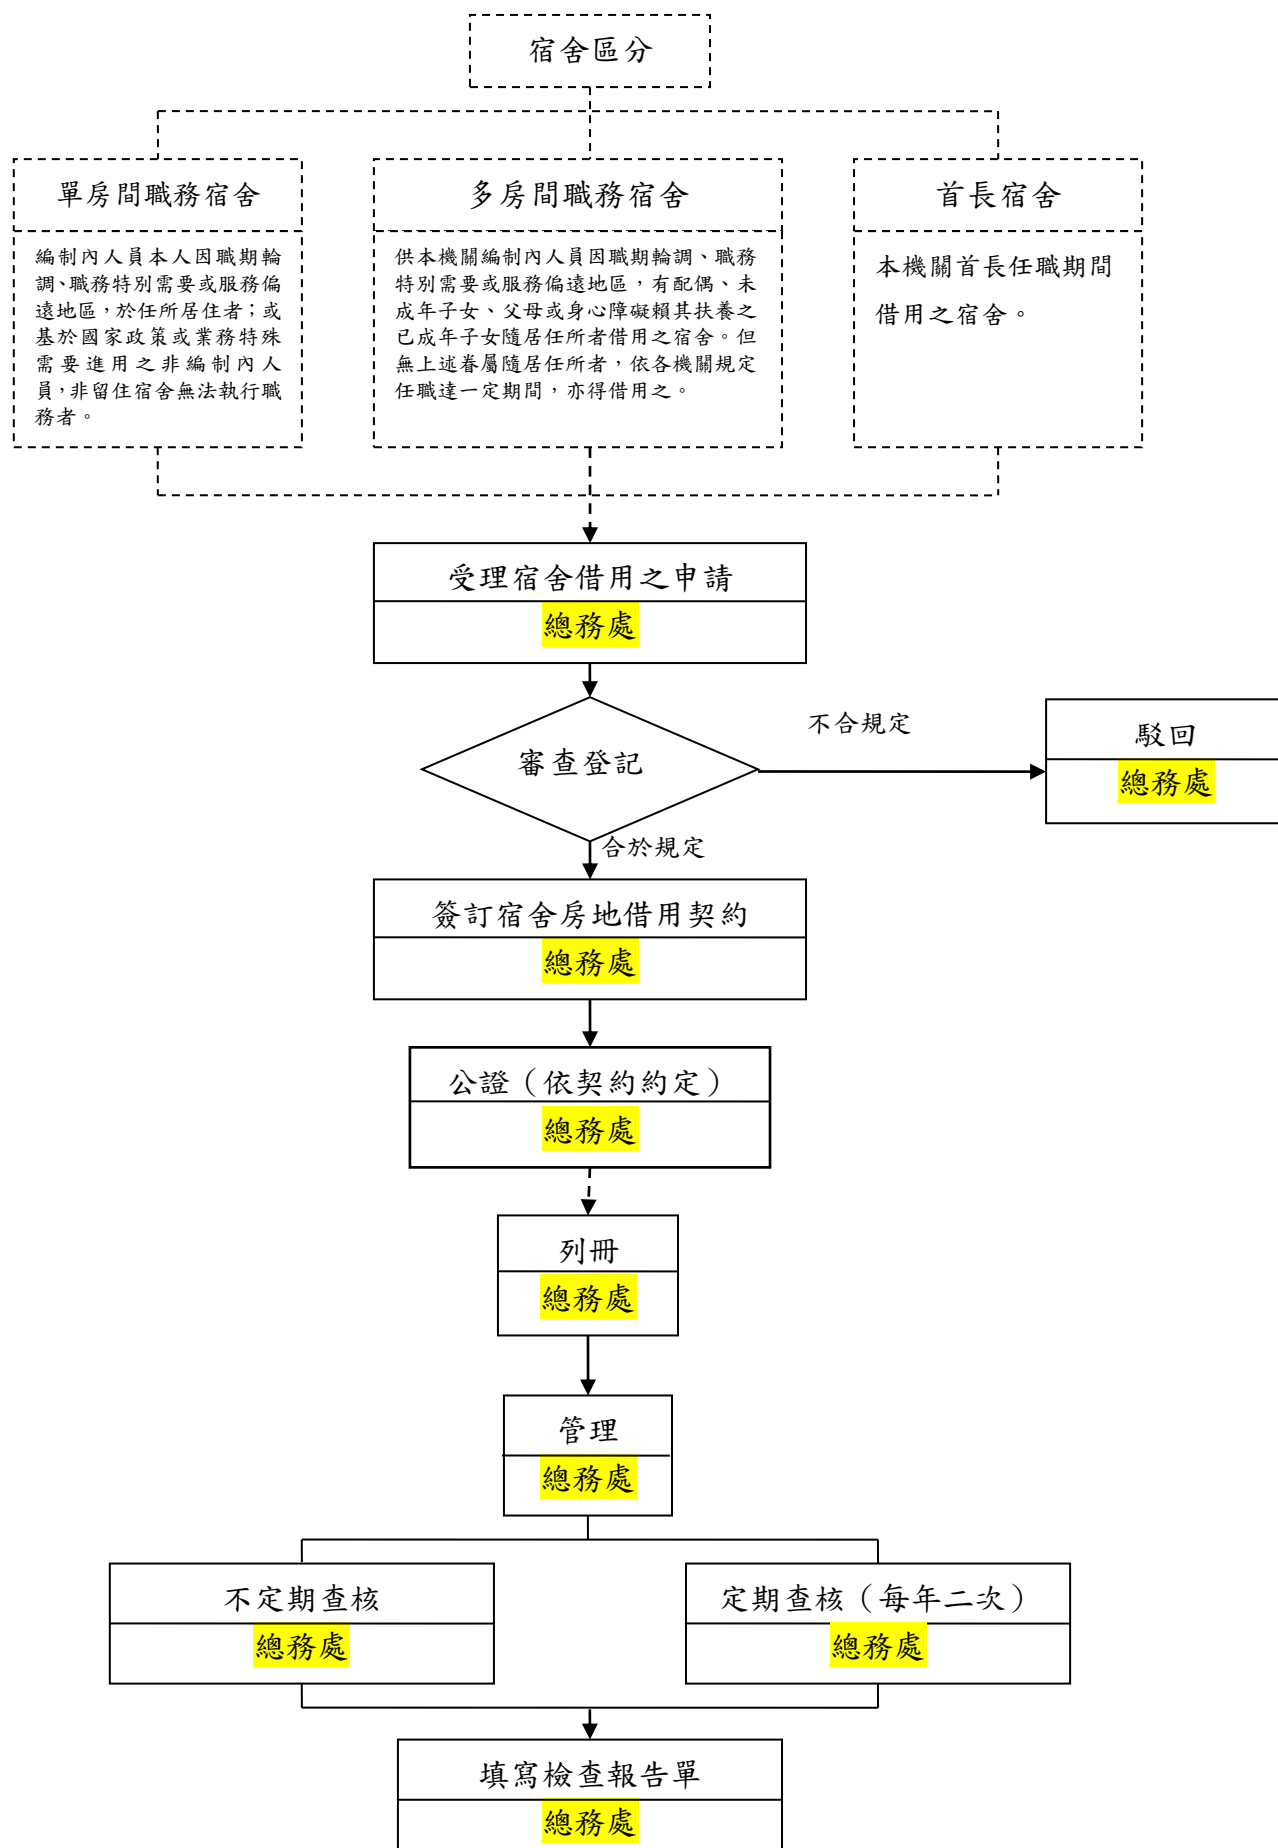 宿舍區分
單房間職務宿舍
編制內人員本人因職期輪
調、職務特別需要或服務偏
遠地區，於任所居住者；或
基於國家政策或業務特殊
需要進用之非編制內人
員，非留住宿舍無法執行職
務者。
多房間職務宿舍
供本機關編制內人員因職期輪調、職務
特別需要或服務偏遠地區，有配偶、未
成年子女、父母或身心障礙賴其扶養之
已成年子女隨居任所者借用之宿舍。但
無上述眷屬隨居任所者，依各機關規定
任職達一定期間，亦得借用之。
首長宿舍
本機關首長任職期間
借用之宿舍。
受理宿舍借用之申請
總務處
審查登記
不合規定
駁回
總務處
合於規定
簽訂宿舍房地借用契約
總務處
公證（依契約約定）
總務處
列冊
總務處
管理
總務處
不定期查核
總務處
定期查核（每年二次）
總務處
填寫檢查報告單
總務處